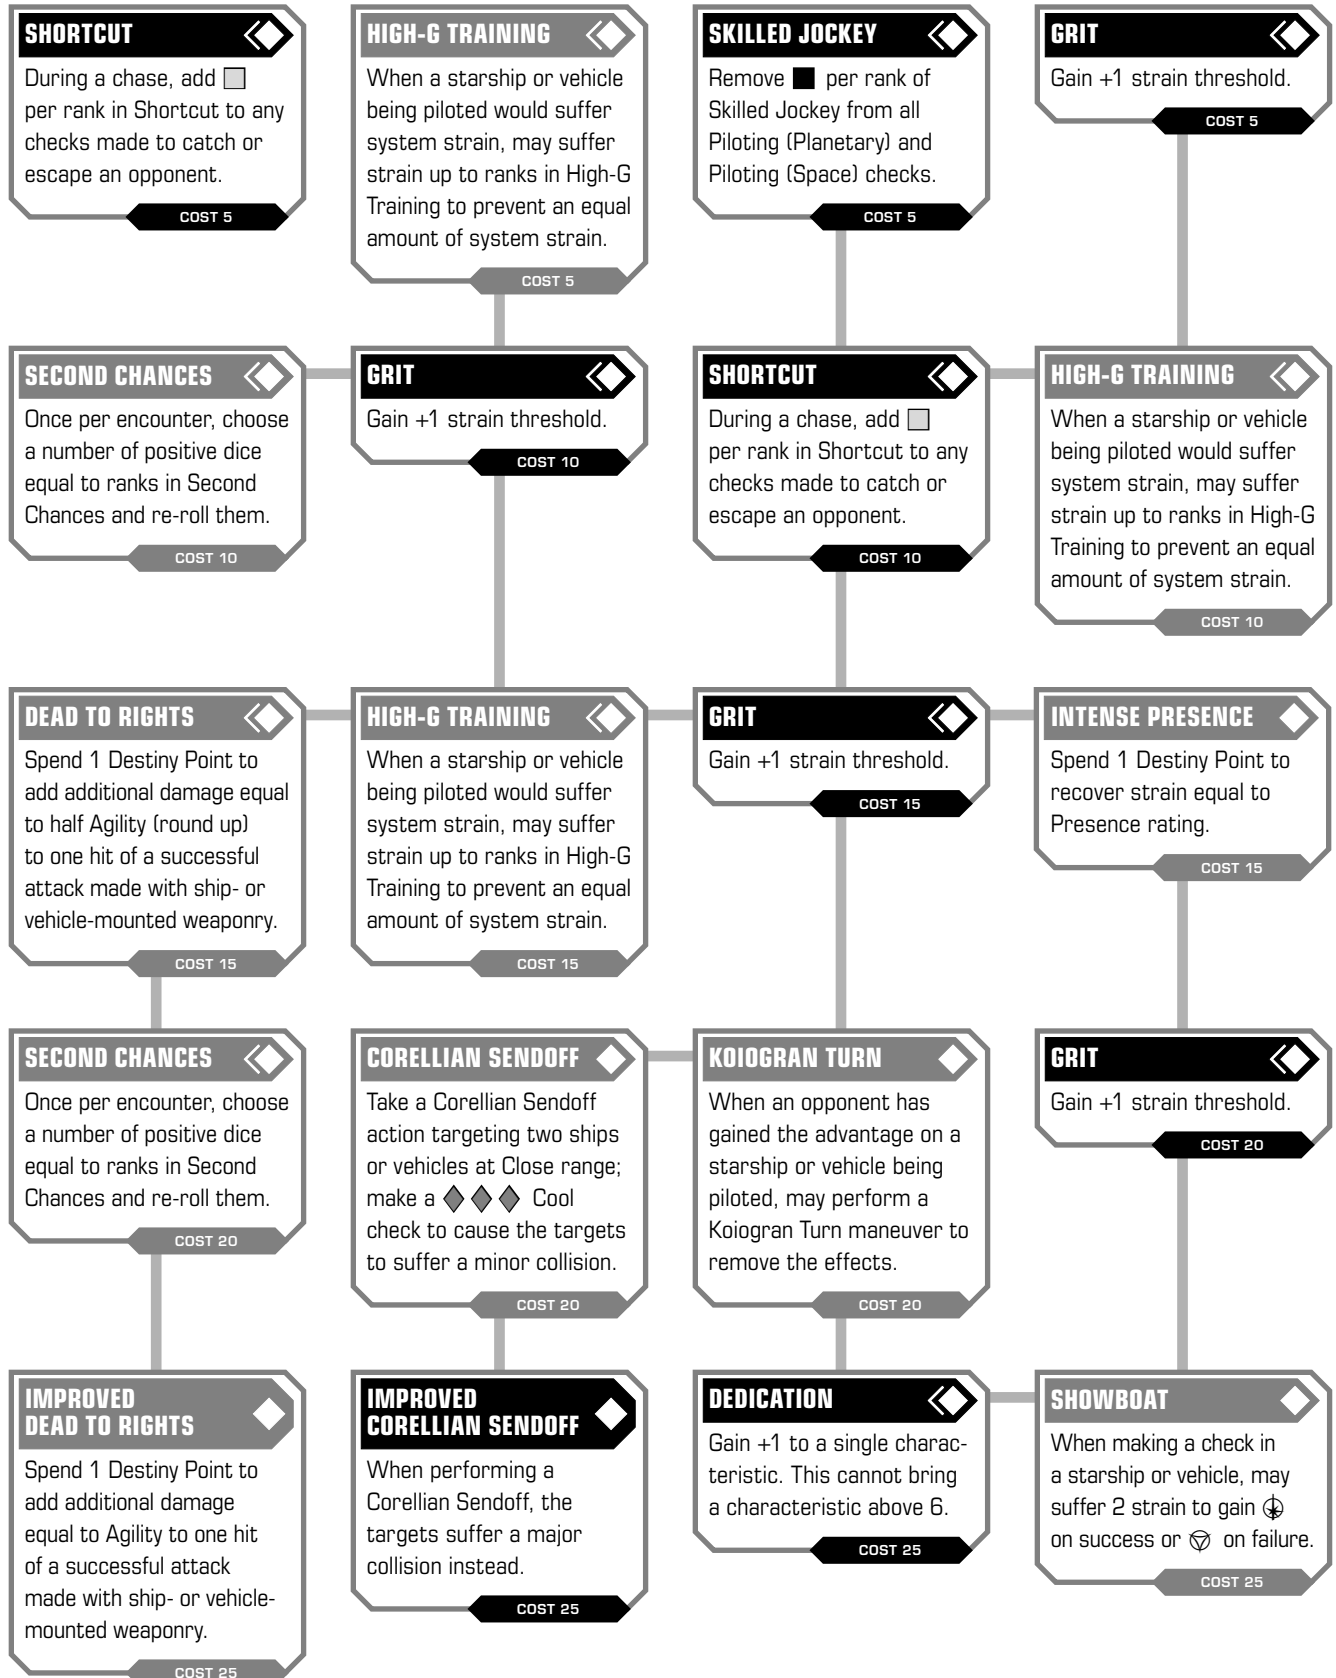 SHORTCUT
During a chase, add
per rank in Shortcut to any
checks made to catch or
escape an opponent.
COST 5
HIGH-G TRAINING
When a starship or vehicle
being piloted would suffer
system strain, may suffer
strain up to ranks in High-G
Training to prevent an equal
amount of system strain.
COST 5
SKILLED JOCKEY
Remove per rank of
Skilled Jockey from all
Piloting (Planetary) and
Piloting (Space) checks.
COST 5
GRIT
Gain +1 strain threshold.
COST 5
SECOND CHANCES
Once per encounter, choose
a number of positive dice
equal to ranks in Second
Chances and re-roll them.
COST 10
GRIT
Gain +1 strain threshold.
COST 10
SHORTCUT
During a chase, add
per rank in Shortcut to any
checks made to catch or
escape an opponent.
COST 10
HIGH-G TRAINING
When a starship or vehicle
being piloted would suffer
system strain, may suffer
strain up to ranks in High-G
Training to prevent an equal
amount of system strain.
COST 10
DEAD TO RIGHTS
Spend 1 Destiny Point to
add additional damage equal
to half Agility (round up)
to one hit of a successful
attack made with ship- or
vehicle-mounted weaponry.
COST 15
HIGH-G TRAINING
When a starship or vehicle
being piloted would suffer
system strain, may suffer
strain up to ranks in High-G
Training to prevent an equal
amount of system strain.
COST 15
GRIT
Gain +1 strain threshold.
COST 15
INTENSE PRESENCE
Spend 1 Destiny Point to
recover strain equal to
Presence rating.
COST 15
SECOND CHANCES
Once per encounter, choose
a number of positive dice
equal to ranks in Second
Chances and re-roll them.
COST 20
CORELLIAN SENDOFF
Take a Corellian Sendoff
action targeting two ships
or vehicles at Close range;
make a Cool
check to cause the targets
to suffer a minor collision.
COST 20
KOIOGRAN TURN
When an opponent has
gained the advantage on a
starship or vehicle being
piloted, may perform a
Koiogran Turn maneuver to
remove the effects.
COST 20
GRIT
Gain +1 strain threshold.
COST 20
IMPROVED
DEAD TO RIGHTS
Spend 1 Destiny Point to
add additional damage
equal to Agility to one hit
of a successful attack
made with ship- or vehicle-
mounted weaponry.
COST 25
IMPROVED
CORELLIAN SENDOFF
When performing a
Corellian Sendoff, the
targets suffer a major
collision instead.
COST 25
DEDICATION
Gain +1 to a single charac-
teristic. This cannot bring
a characteristic above 6.
COST 25
SHOWBOAT
When making a check in
a starship or vehicle, may
suffer 2 strain to gain
on success or on failure.
COST 25